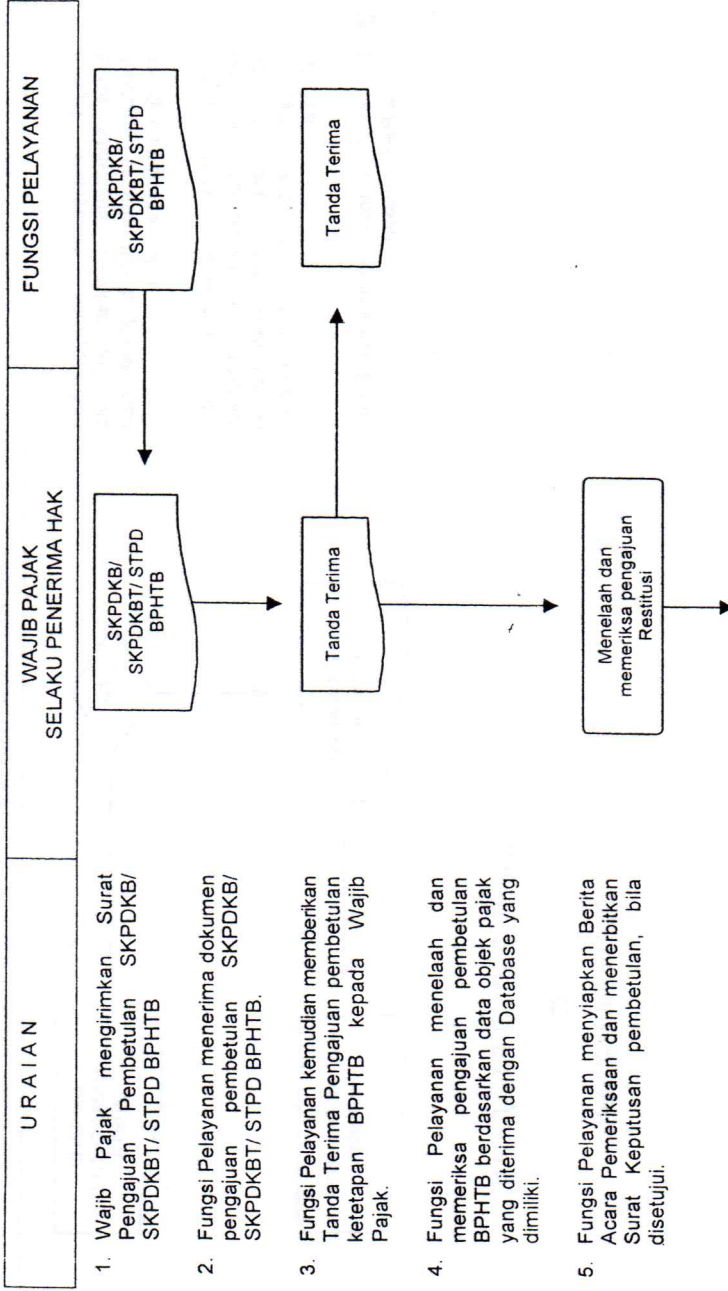 URAIAN
WAJIB PAJAK
SELAKU PENERIMA HAK
FUNGSI PELAYANAN
1. Wajib Pajak mengirimkan Surat
Pengajuan Pembetulan SKPDKB/
SKPDKBT/ STPD BPHTB
2. Fungsi Pelayanan menerima dokumen
pengajuan pembetulan SKPDKB/
SKPDKBT/ STPD BPHTB.
3. Fungsi Pelayanan kemudian memberikan
Tanda Terima Pengajuan pembetulan
ketetapan BPHTB kepada Wajib
Pajak.
4. Fungsi Pelayanan menelaah dan
memeriksa pengajuan pembetulan
BPHTB berdasarkan data objek pajak
yang diterima dengan Database yang
dimiliki.
5. Fungsi Pelayanan menyiapkan Berita
Acara Pemeriksaan dan menerbitkan
Surat Keputusan pembetulan, bila
disetujui.
SKPDKB/
SKPDKBT/ STPD
BPHTB
Tanda Terima
Menelaah dan
memeriksa pengajuan
Restitusi
SKPDKB/
SKPDKBT/ STPD
BPHTB
Tanda Terima